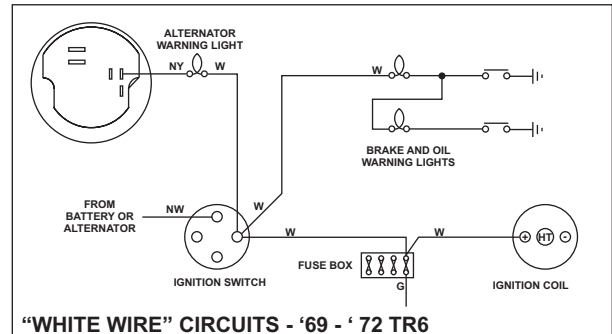 ALTERNATOR
WARNING LIGHT
NY
W
W
BRAKE AND OIL
WARNING LIGHTS
FROM
BATTERY OR
ALTERNATOR
NW
W
W
W
IGNITION SWITCH
FUSE BOX
G
+ HT -
IGNITION COIL
“WHITE WIRE” CIRCUITS - ‘69 - ‘ 72 TR6